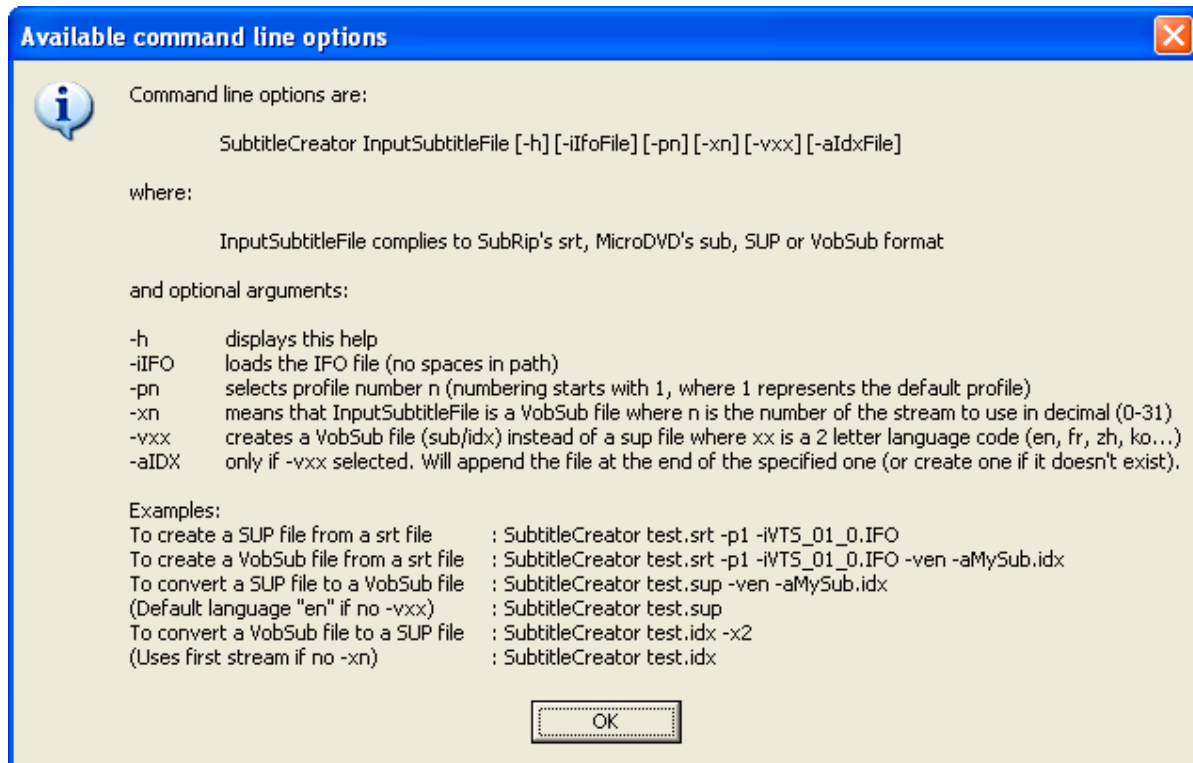 Available command line options
Command line options are:
SubtitleCreator InputSubtitleFile [-h] [-iIfoFile] [-pn] [-xn] [-vxx] [-aIdxFile]
where:
InputSubtitleFile complies to SubRip's srt, MicroDVD's sub, SUP or VobSub format
and optional arguments:
-h displays this help
-iIFO loads the IFO file (no spaces in path)
-pn selects profile number n (numbering starts with 1, where 1 represents the default profile)
-xn means that InputSubtitleFile is a VobSub file where n is the number of the stream to use in decimal (0-31)
-vxx creates a VobSub file (sub/idx) instead of a sup file where xx is a 2 letter language code (en, fr, zh, ko...)
-aIDX only if -vxx selected. Will append the file at the end of the specified one (or create one if it doesn't exist).
Examples:
To create a SUP file from a srt file : SubtitleCreator test.srt -p1 -iVTS_01_0.IFO
To create a VobSub file from a srt file : SubtitleCreator test.srt -p1 -iVTS_01_0.IFO -ven -aMySub.idx
To convert a SUP file to a VobSub file : SubtitleCreator test.sup -ven -aMySub.idx
(Default language "en" if no -vxx) : SubtitleCreator test.sup
To convert a VobSub file to a SUP file : SubtitleCreator test.idx -x2
(Uses first stream if no -xn) : SubtitleCreator test.idx
OK